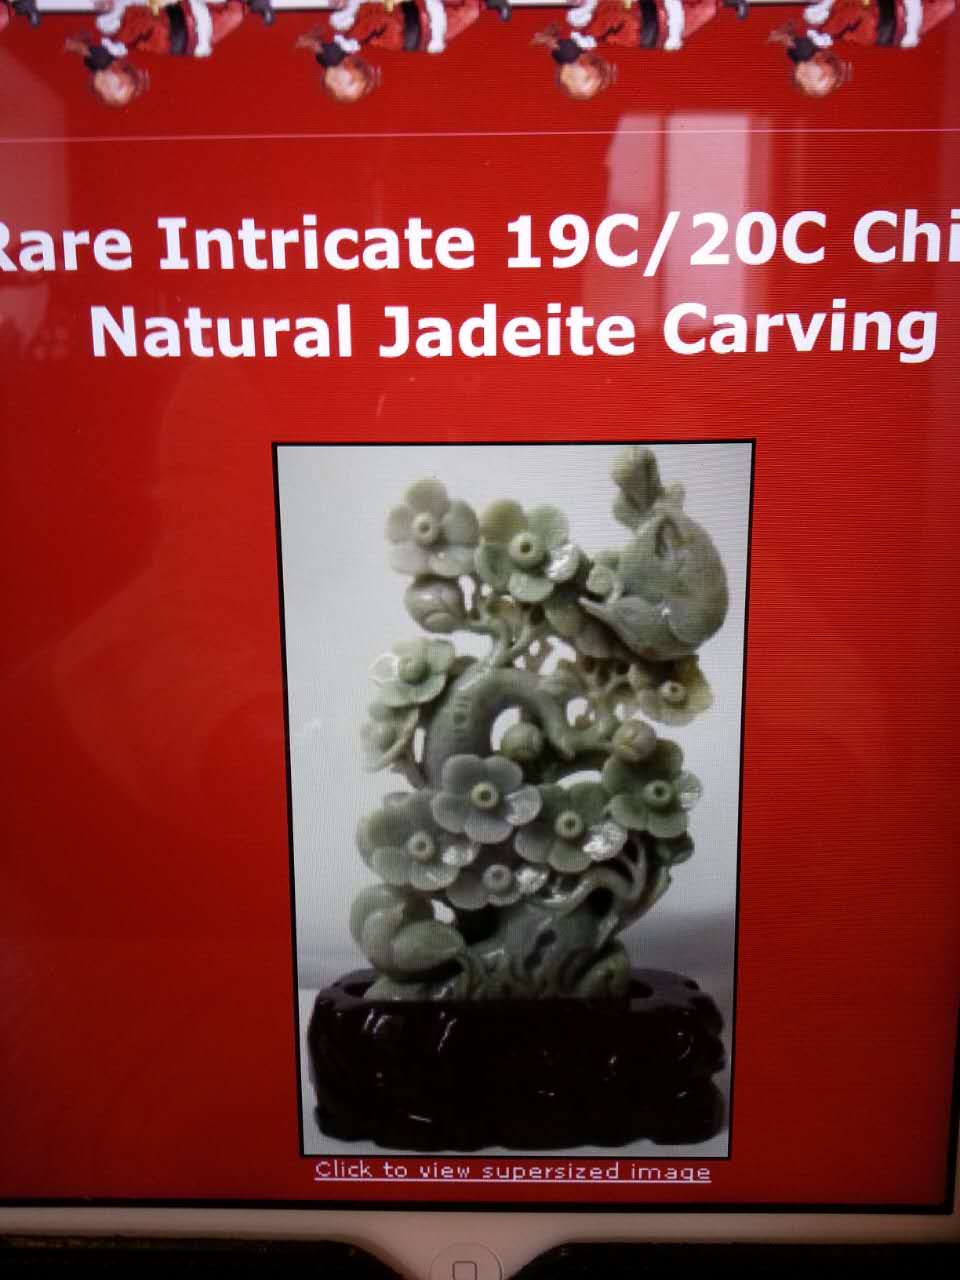 Rare Intricate 19C/20C Chi
Natural Jadeite Carving
Click to view supersized image